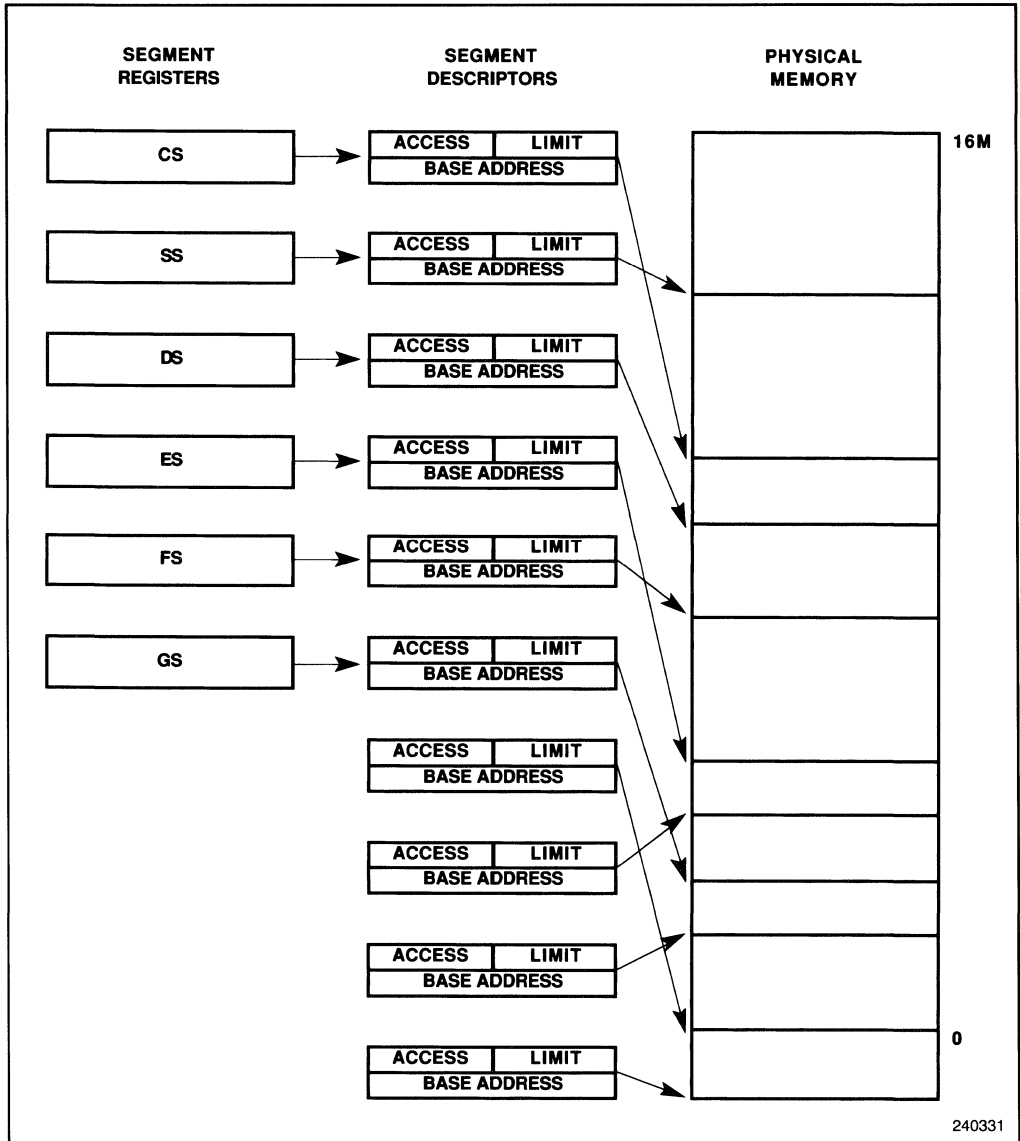 SEGMENT
REGISTERS
SEGMENT
DESCRIPTORS
PHYSICAL
MEMORY
CS
ACCESS LIMIT
BASE ADDRESS
16M
SS
ACCESS LIMIT
BASE ADDRESS
DS
ACCESS LIMIT
BASE ADDRESS
ES
ACCESS LIMIT
BASE ADDRESS
FS
ACCESS LIMIT
BASE ADDRESS
GS
ACCESS LIMIT
BASE ADDRESS
ACCESS LIMIT
BASE ADDRESS
ACCESS LIMIT
BASE ADDRESS
ACCESS LIMIT
BASE ADDRESS
0
ACCESS LIMIT
BASE ADDRESS
240331